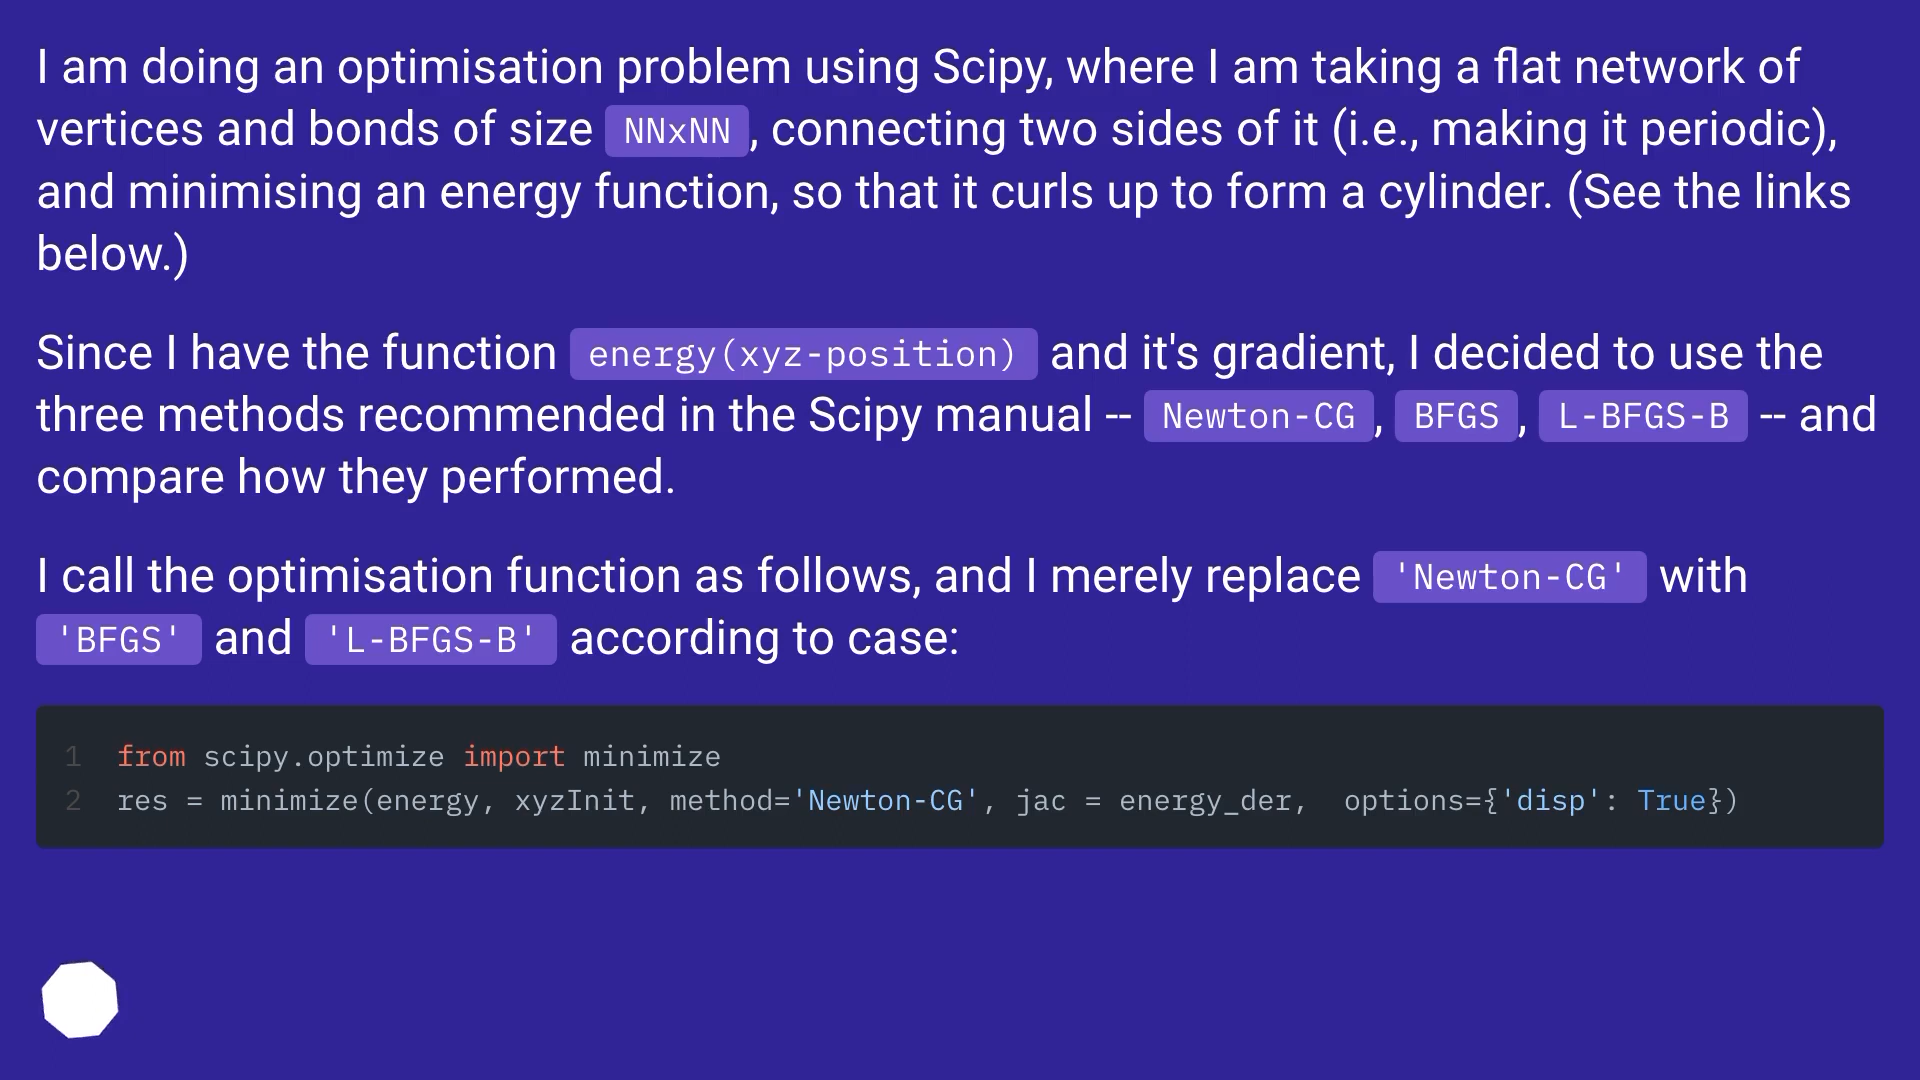 I am doing an optimisation problem using Scipy, where I am taking a flat network of
vertices and bonds of size NNxNN, connecting two sides of it (i.e., making it periodic),
and minimising an energy function, so that it curls up to form a cylinder. (See the links
below.)
Since I have the function energy(xyz-position) and it's gradient, I decided to use the
three methods recommended in the Scipy manual -- Newton-CG, BFGS, L-BFGS-B -- and
compare how they performed.
I call the optimisation function as follows, and I merely replace 'Newton-CG' with
'BFGS' and 'L-BFGS-B' according to case:
1 from scipy.optimize import minimize
2 res = minimize(energy, xyzInit, method='Newton-CG', jac = energy_der,  options={'disp': True})